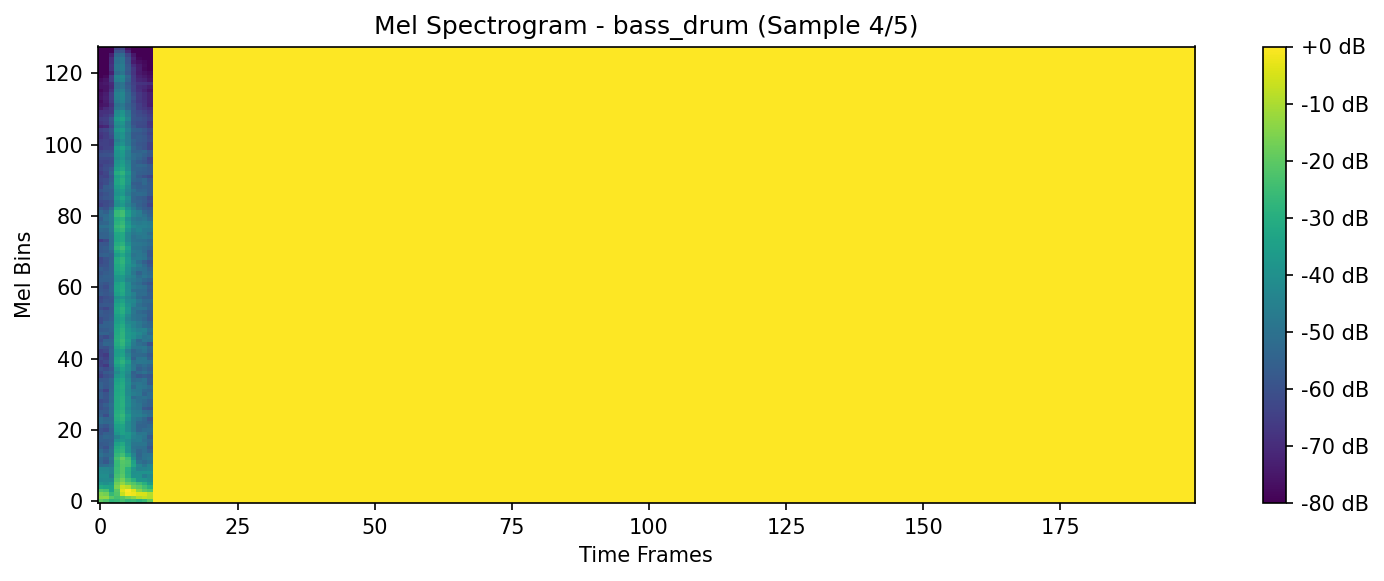 Mel Spectrogram - bass_drum (Sample 4/5)
Mel Bins
120
100
80
60
40
20
0
0 25 50 75 100 125 150 175
Time Frames
+0 dB
-10 dB
-20 dB
-30 dB
-40 dB
-50 dB
-60 dB
-70 dB
-80 dB